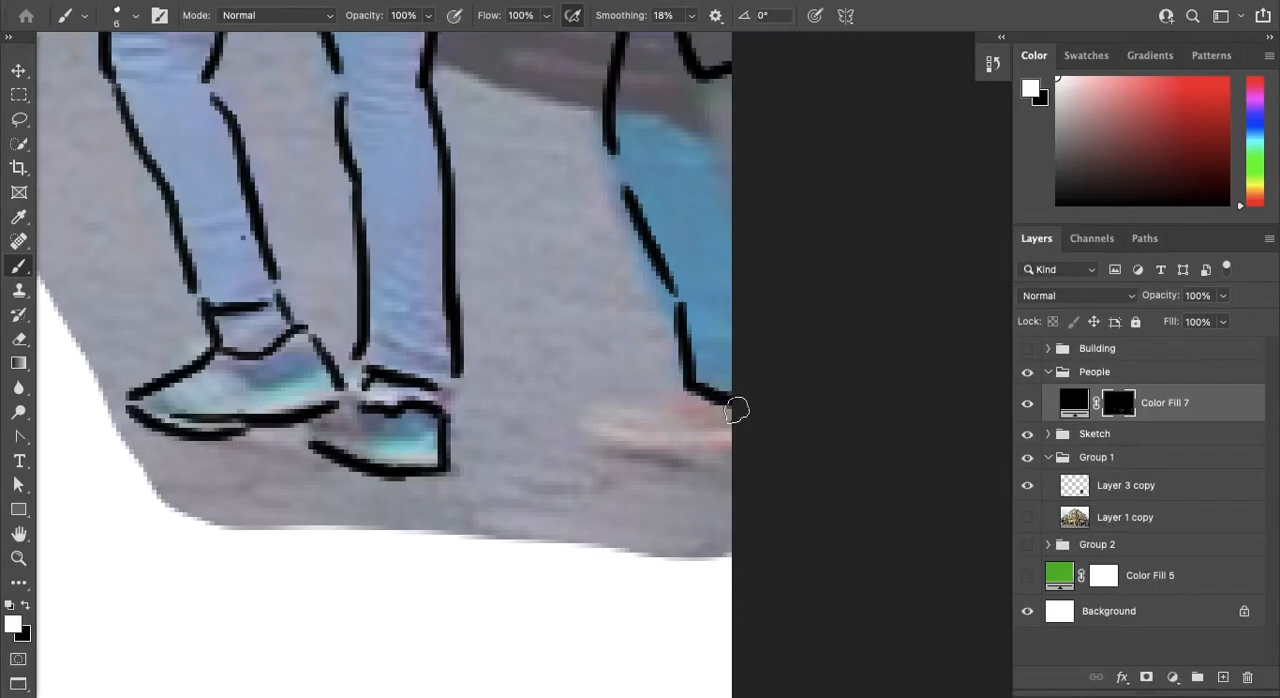 6 Mode: Normal Opacity: 100% Flow: 100% Smoothing: 18% 0°
Color Swatches Gradients Patterns
Layers Channels Paths
Kind
Normal Opacity: 100%
Lock: Fill: 100%
Building
People
Color Fill 7
Sketch
Group 1
Layer 3 copy
Layer 1 copy
Group 2
Color Fill 5
Background
fx